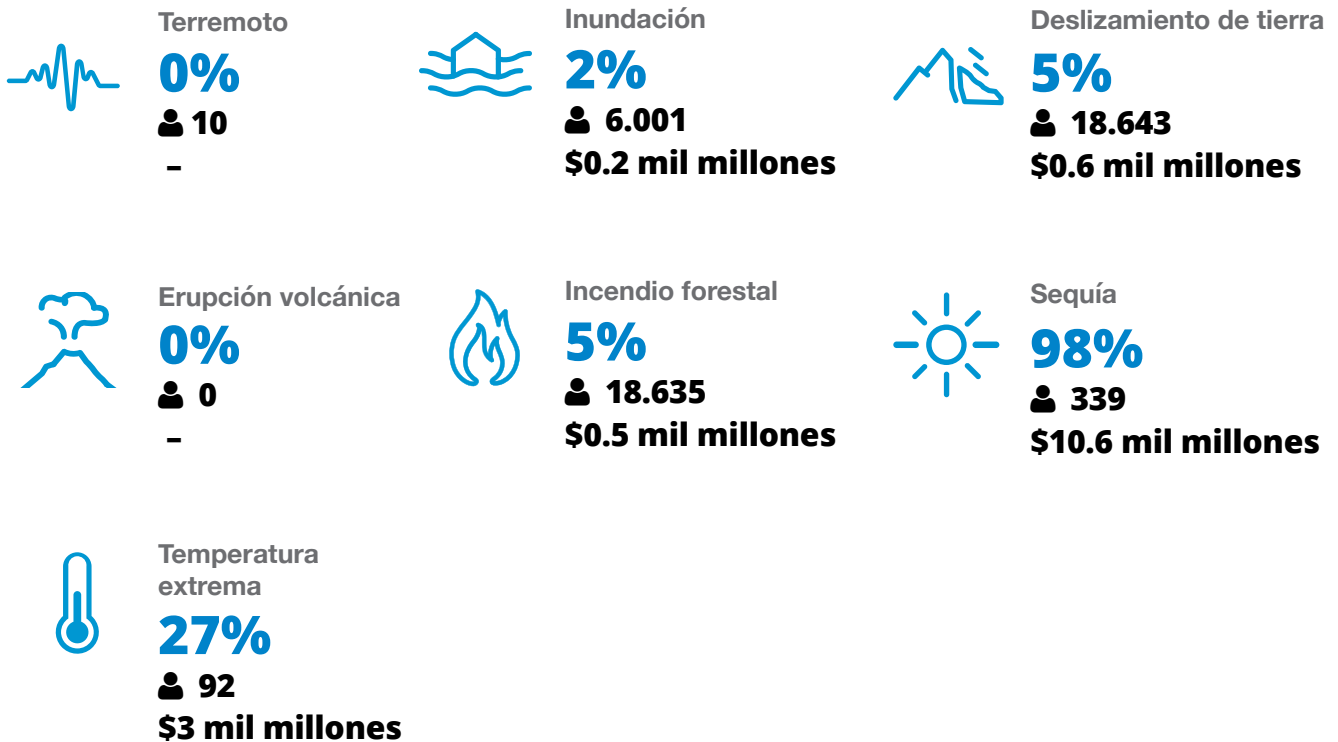 Terremoto
0%
10
–
Inundación
2%
6.001
$0.2 mil millones
Deslizamiento de tierra
5%
18.643
$0.6 mil millones
Erupción volcánica
0%
0
–
Incendio forestal
5%
18.635
$0.5 mil millones
Sequía
98%
339
$10.6 mil millones
Temperatura
extrema
27%
92
$3 mil millones